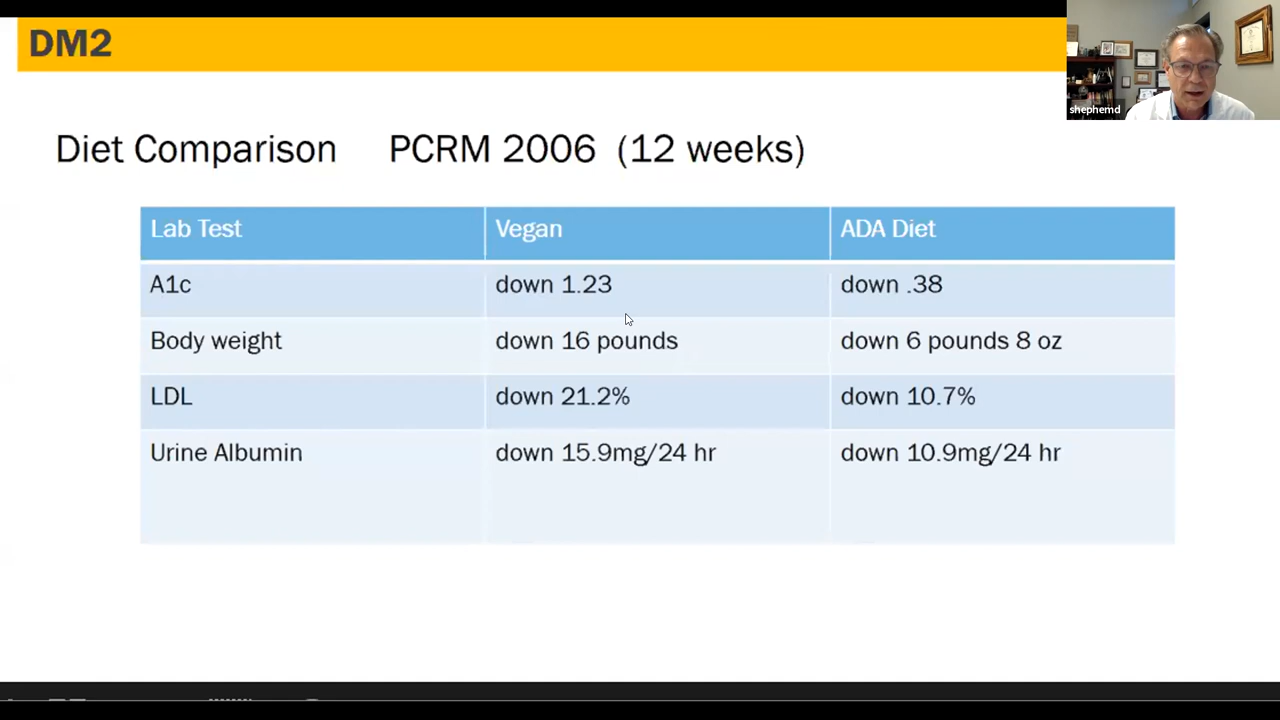 DM2
shephemd
Diet Comparison PCRM 2006 (12 weeks)
Lab Test Vegan ADA Diet
A1c down 1.23 down .38
Body weight down 16 pounds down 6 pounds 8 oz
LDL down 21.2% down 10.7%
Urine Albumin down 15.9mg/24 hr down 10.9mg/24 hr